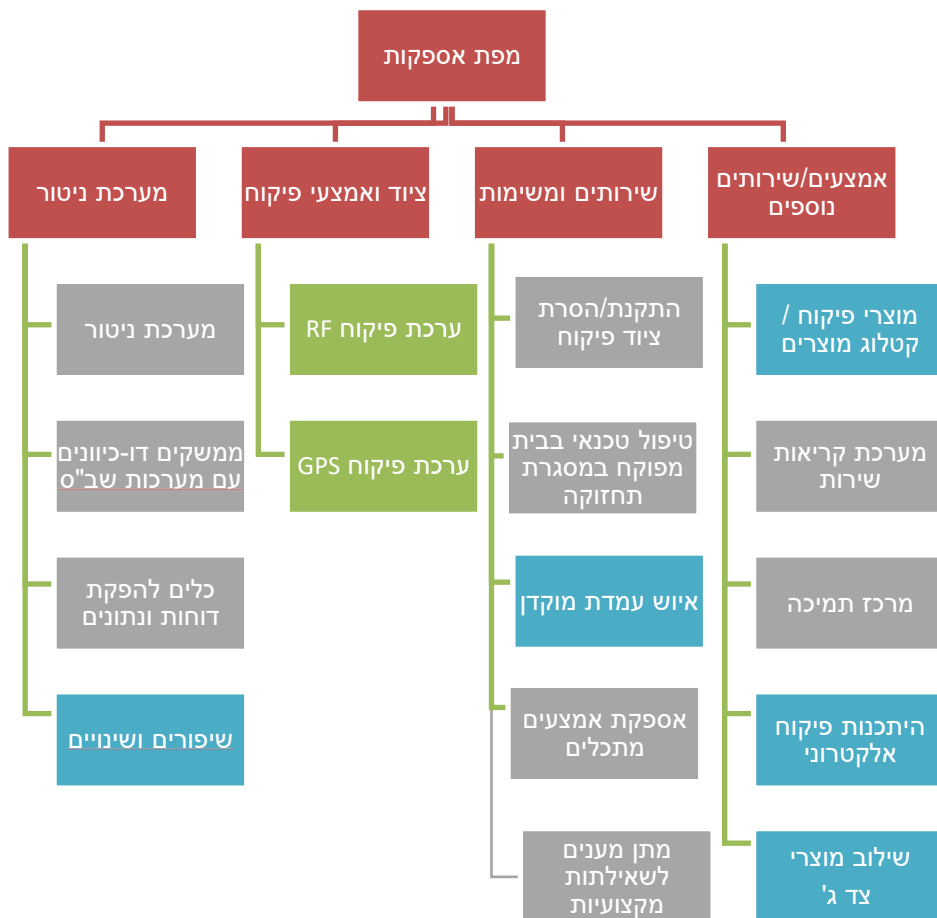 מפת אספקות
אמצעים/שירותים
נוספים
מוצרי פיקוח /
קטלוג מוצרים
מערכת קריאות
שירות
מרכז תמיכה
היתכנות פיקוח
אלקטרוני
שילוב מוצרי
צד ג'
שירותים ומשימות
התקנת/הסרת
ציוד פיקוח
טיפול טכנאי בבית
מפוקח במסגרת
תחזוקה
איוש עמדת מוקדן
אספקת אמצעים
מתכלים
מתן מענים
לשאילתות
מקצועיות
ציוד ואמצעי פיקוח
ערכת פיקוח RF
ערכת פיקוח GPS
מערכת ניטור
מערכת ניטור
ממשקים דו-כיוונים
עם מערכות שב"ס
כלים להפקת
דוחות ונתונים
שיפורים ושינויים